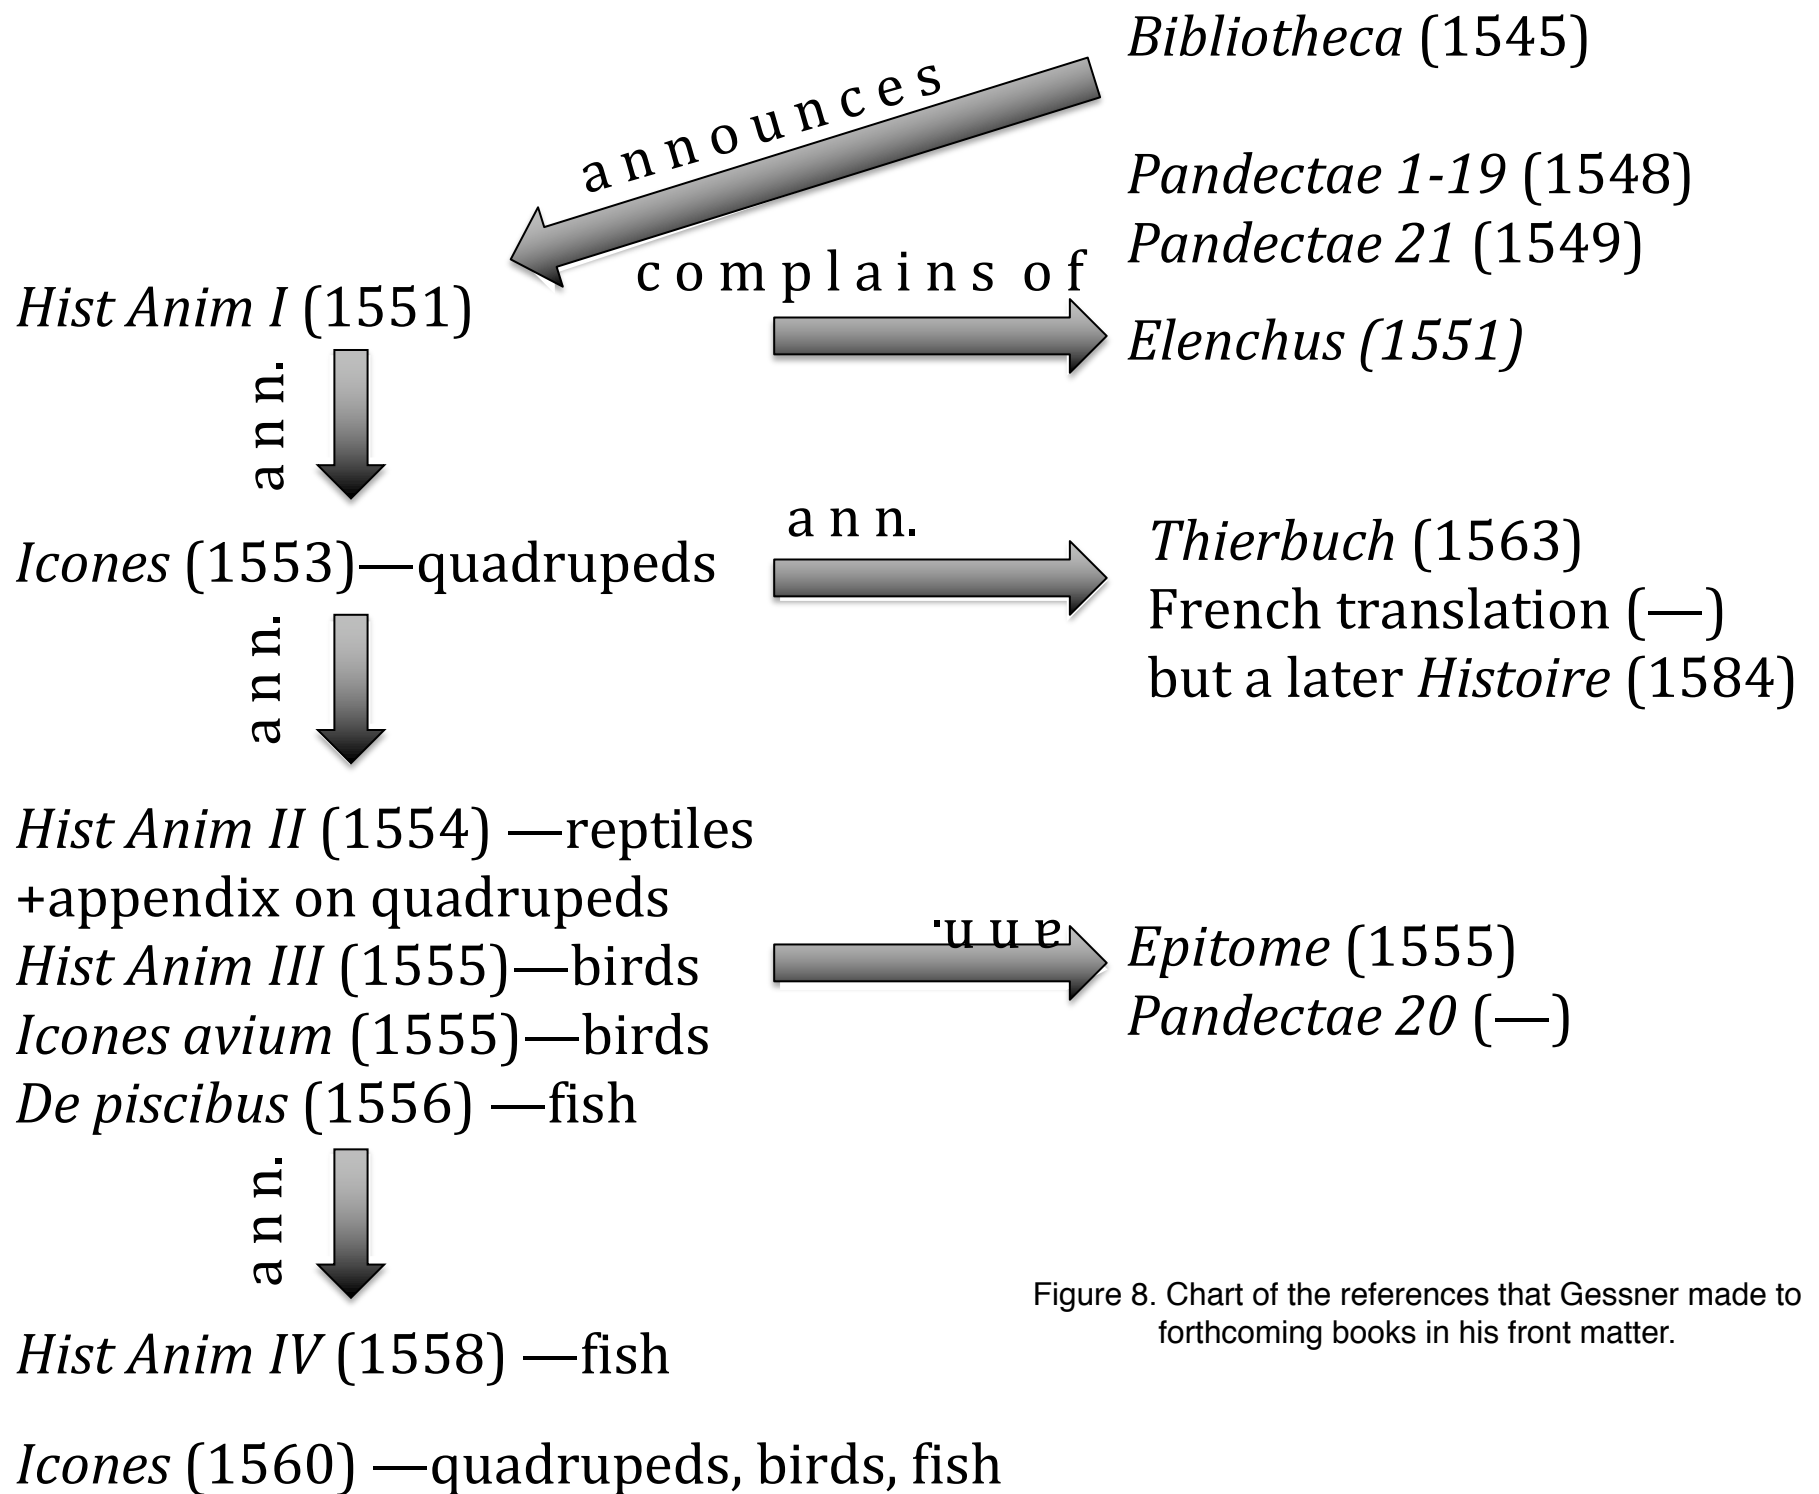 Bibliotheca (1545)
announces
Pandectae 1-19 (1548)
Pandectae 21 (1549)
complains of
Hist Anim I (1551)
Elenchus (1551)
ann.
ann.
Icones (1553)—quadrupeds
Thierbuch (1563)
French translation (—)
but a later Histoire (1584)
ann.
Hist Anim II (1554) —reptiles
+appendix on quadrupeds
Hist Anim III (1555)—birds
Icones avium (1555)—birds
De piscibus (1556) —fish
ann.
Epitome (1555)
Pandectae 20 (—)
ann.
Hist Anim IV (1558) —fish
Icones (1560) —quadrupeds, birds, fish
Figure 8. Chart of the references that Gessner made to
forthcoming books in his front matter.